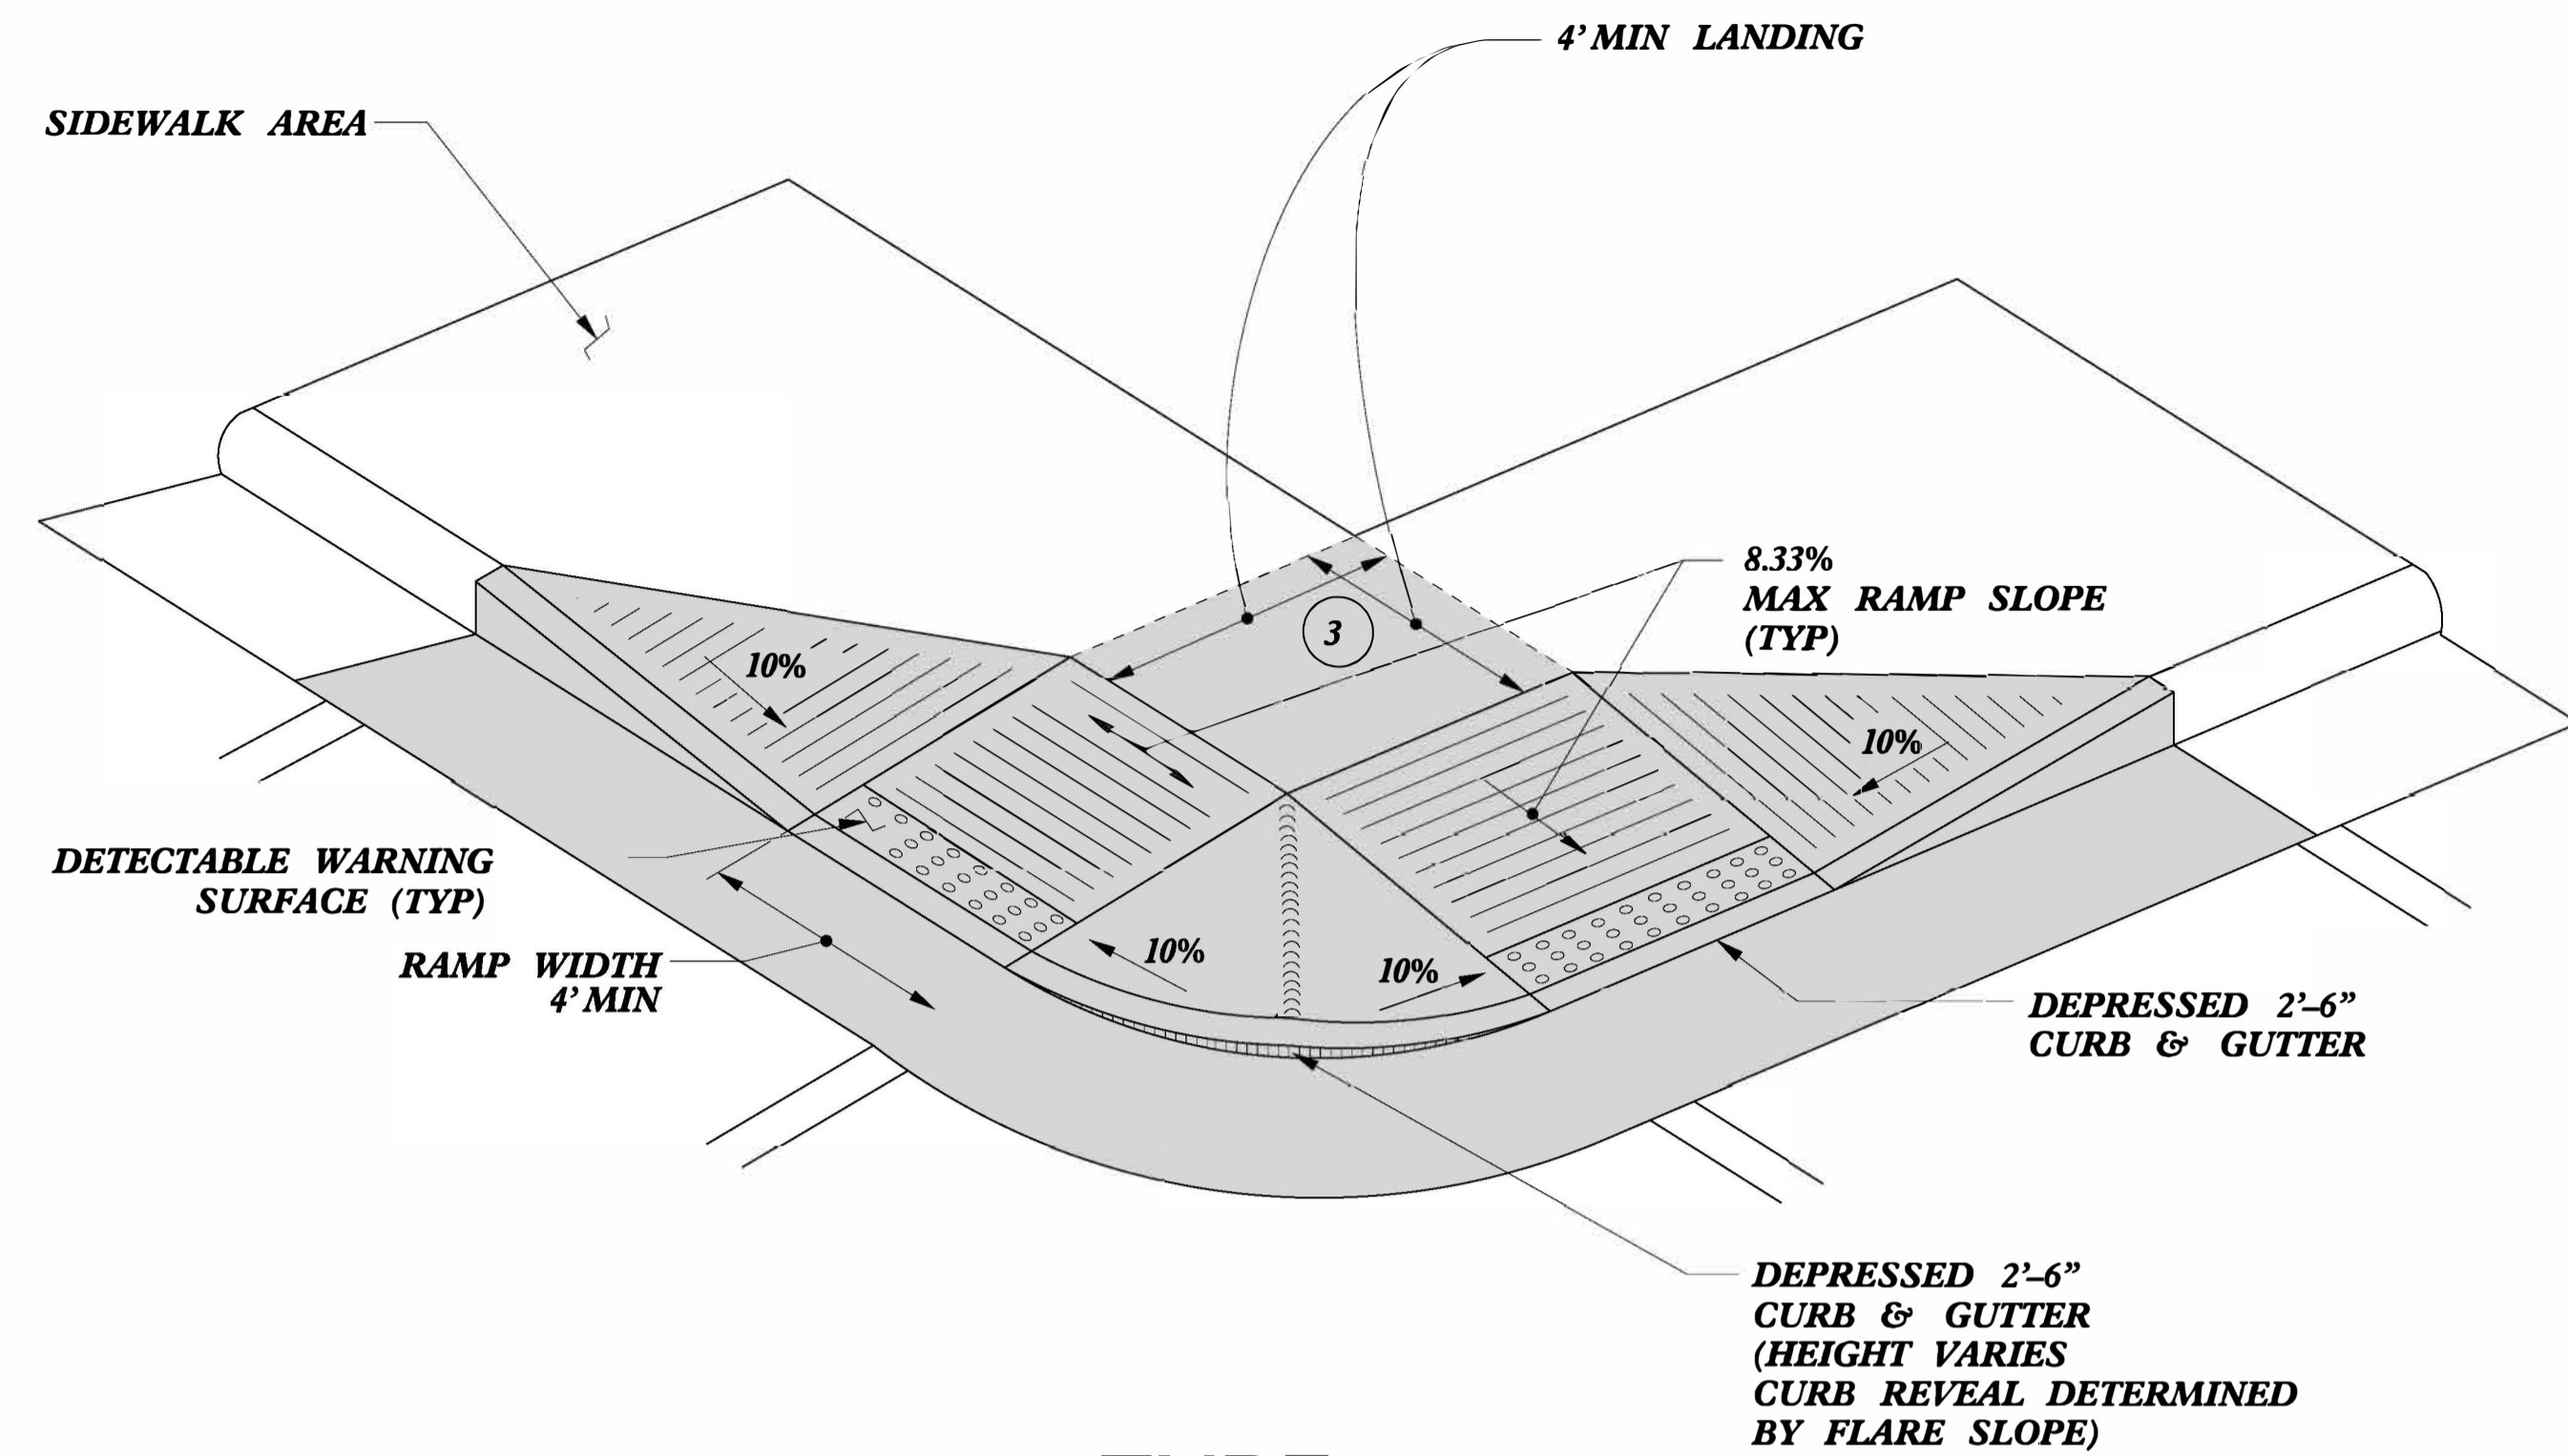 4' MIN LANDING
SIDEWALK AREA
8.33%
MAX RAMP SLOPE
(TYP)
3
10%
10%
DETECTABLE WARNING
SURFACE (TYP)
RAMP WIDTH
4' MIN
10%
10%
DEPRESSED 2'–6"
CURB & GUTTER
DEPRESSED 2'–6"
CURB & GUTTER
(HEIGHT VARIES
CURB REVEAL DETERMINED
BY FLARE SLOPE)